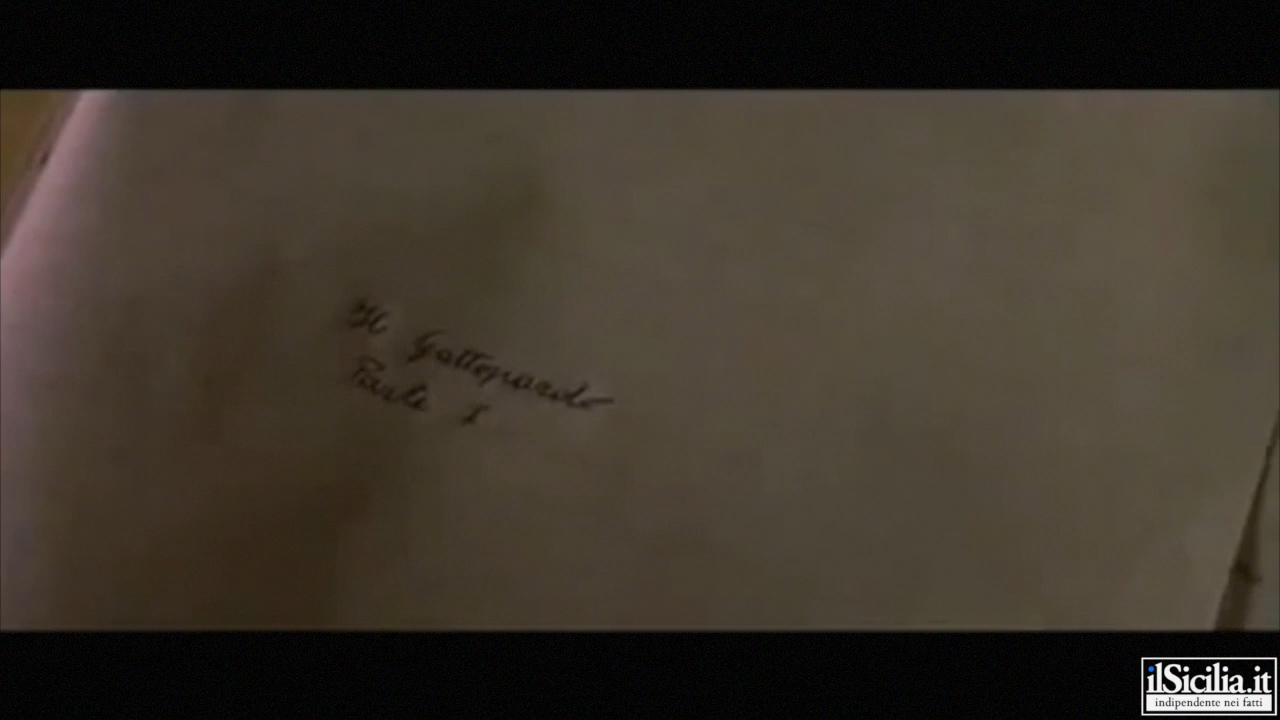 Il Gattopardo
Parte I
ilSicilia.it
indipendente nei fatti